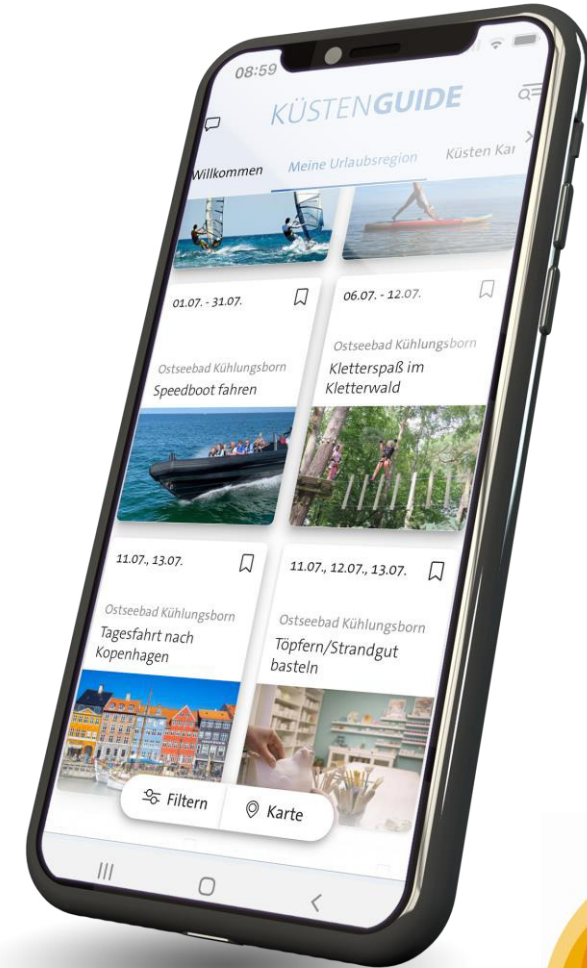 08:59
KÜSTENGUIDE
Willkommen
Meine Urlaubsregion
Küsten Kar
01.07. - 31.07.
Ostseebad Kühlungsborn
Speedboot fahren
06.07. - 12.07.
Ostseebad Kühlungsborn
Kletterspaß im
Kletterwald
11.07., 13.07.
Ostseebad Kühlungsborn
Tagesfahrt nach
Kopenhagen
11.07., 12.07., 13.07.
Ostseebad Kühlungsborn
Töpfern/Strandgut
basteln
Filtern
Karte